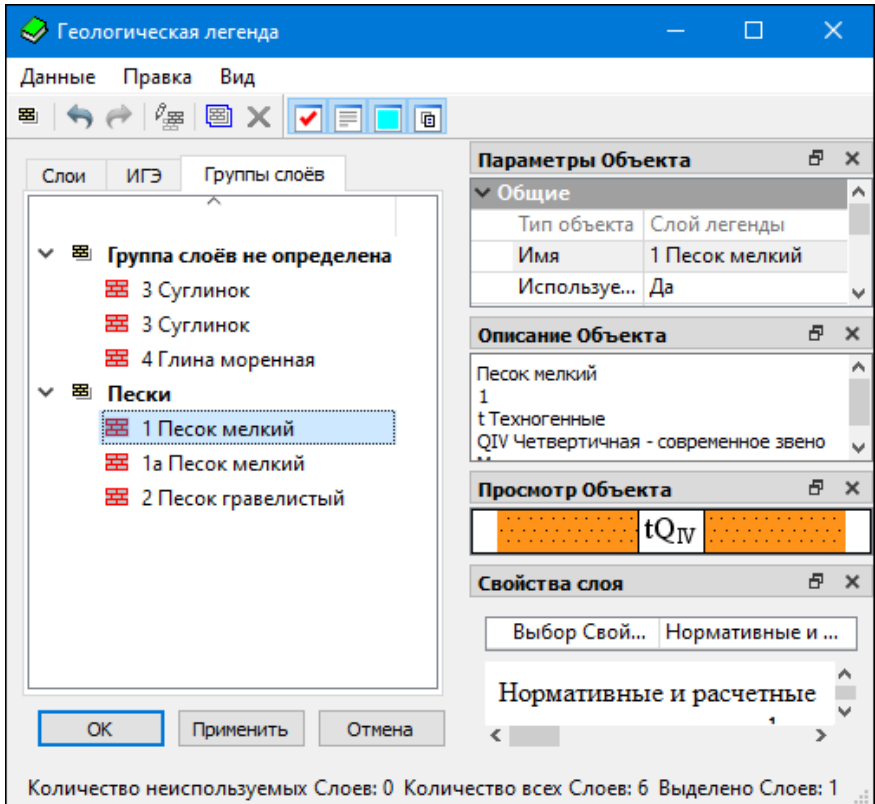 Геологическая легенда
Данные Правка Вид
Слои ИГЭ Группы слоёв
Группа слоёв не определена
3 Суглинок
3 Суглинок
4 Глина моренная
Пески
1 Песок мелкий
1а Песок мелкий
2 Песок гравелистый
ОК Применить Отмена
Параметры Объекта
Общие
Тип объекта Слой легенды
Имя 1 Песок мелкий
Используе... Да
Описание Объекта
Песок мелкий
1
t Техногенные
QIV Четвертичная - современное звено
Просмотр Объекта
tQIV
Свойства слоя
Выбор Свой... Нормативные и ...
Нормативные и расчетные
Количество неиспользуемых Слоев: 0 Количество всех Слоев: 6 Выделено Слоев: 1